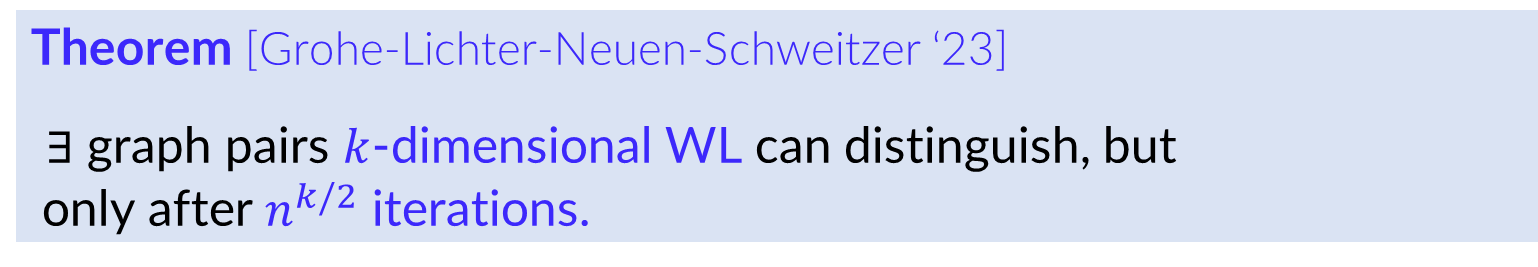 Theorem [Grohe-Lichter-Neuen-Schweitzer ‘23]
∃ graph pairs k-dimensional WL can distinguish, but
only after n^{k/2} iterations.